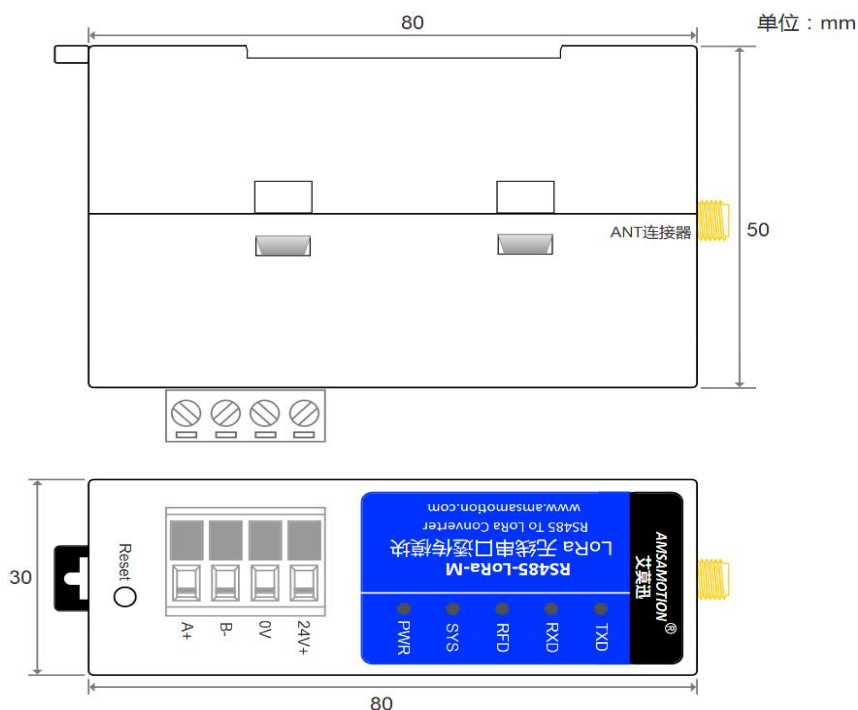 80
单位：mm
ANT连接器
50
30
Reset
A+
B-
0V
24V+
www.amsamotion.com
RS485 To LoRa Converter
LoRa 无线串口透传模块
RS485-LoRa-M
PWR
SYS
RFD
RXD
TXD
AMSAMOTION®
艾莫迅
80